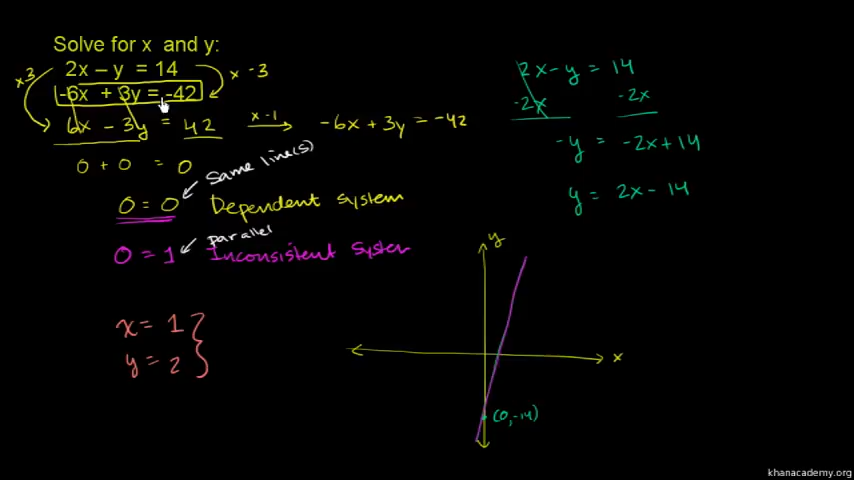 Solve for x and y:
2x – y = 14
x3
x -3
-6x + 3y = -42
6x - 3y = 42
x -1
-6x + 3y = -42
0 + 0 = 0
Same line(s)
0 = 0 Dependent system
parallel
0 = 1 Inconsistent System
x = 1
y = 2
2x - y = 14
-2x -2x
-y = -2x + 14
y = 2x - 14
y
x
(0,-14)
khanacademy.org